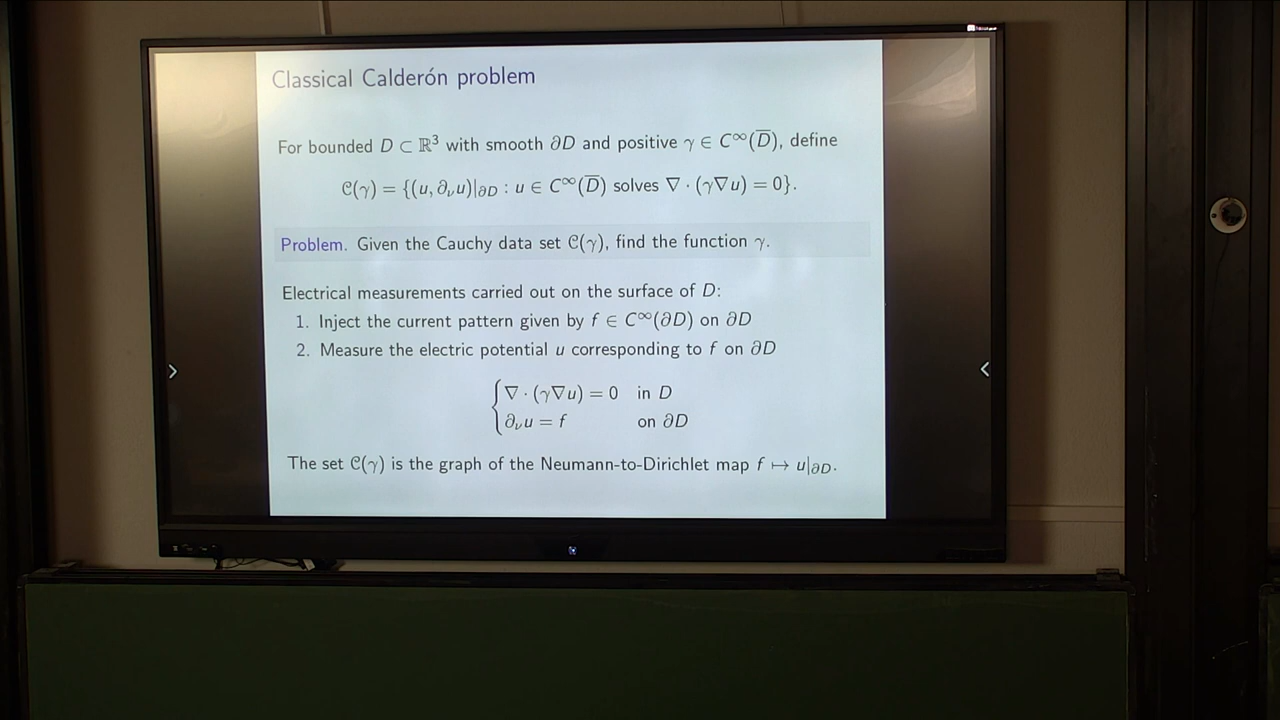 Classical Calderón problem
For bounded D ⊂ ℝ³ with smooth ∂D and positive γ ∈ C^∞(D̅), define
𝒞(γ) = {(u, ∂_ν u)|_∂D : u ∈ C^∞(D̅) solves ∇ · (γ∇u) = 0}.
Problem. Given the Cauchy data set 𝒞(γ), find the function γ.
Electrical measurements carried out on the surface of D:
1. Inject the current pattern given by f ∈ C^∞(∂D) on ∂D
2. Measure the electric potential u corresponding to f on ∂D
∇ · (γ∇u) = 0 in D
∂_ν u = f on ∂D
The set 𝒞(γ) is the graph of the Neumann-to-Dirichlet map f ↦ u|_∂D.